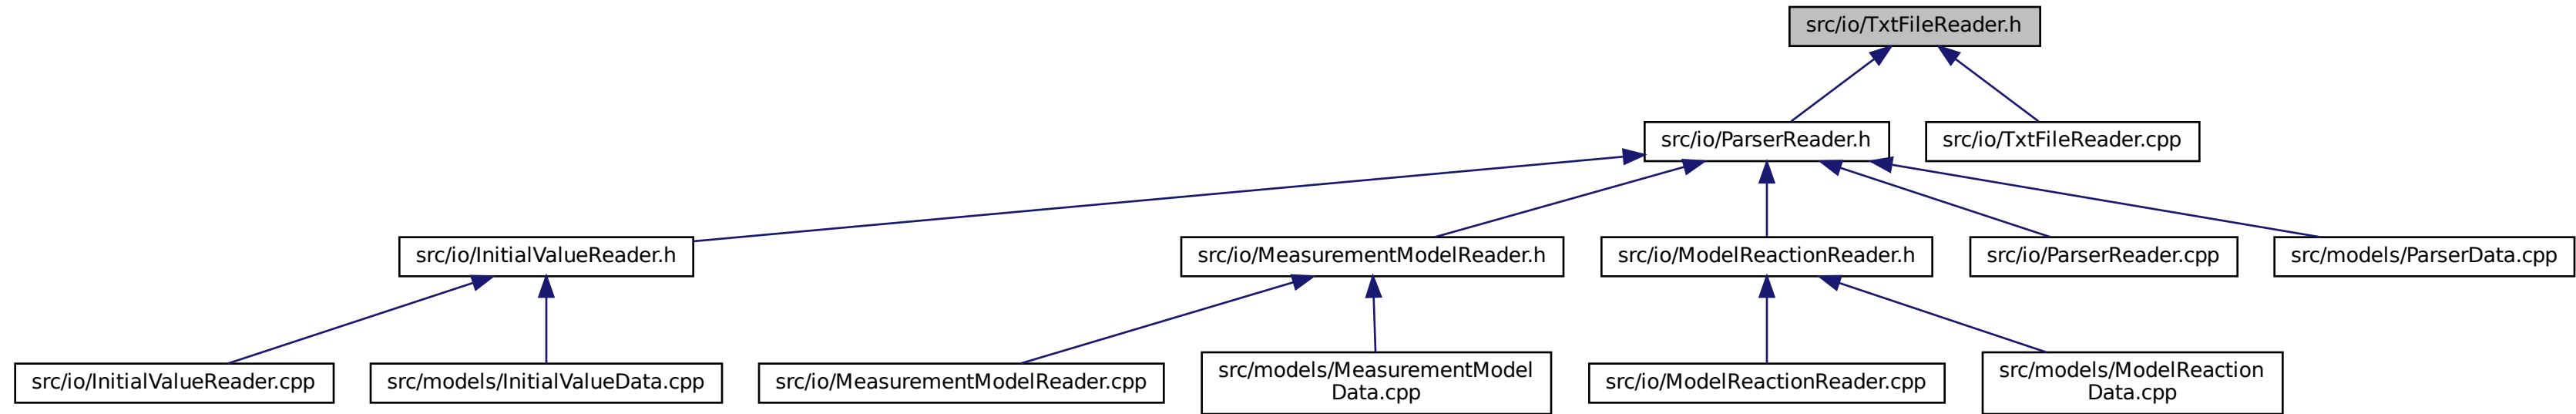 src/io/TxtFileReader.h
src/io/ParserReader.h
src/io/TxtFileReader.cpp
src/io/InitialValueReader.h
src/io/MeasurementModelReader.h
src/io/ModelReactionReader.h
src/io/ParserReader.cpp
src/models/ParserData.cpp
src/io/InitialValueReader.cpp
src/models/InitialValueData.cpp
src/io/MeasurementModelReader.cpp
src/models/MeasurementModel
Data.cpp
src/io/ModelReactionReader.cpp
src/models/ModelReaction
Data.cpp